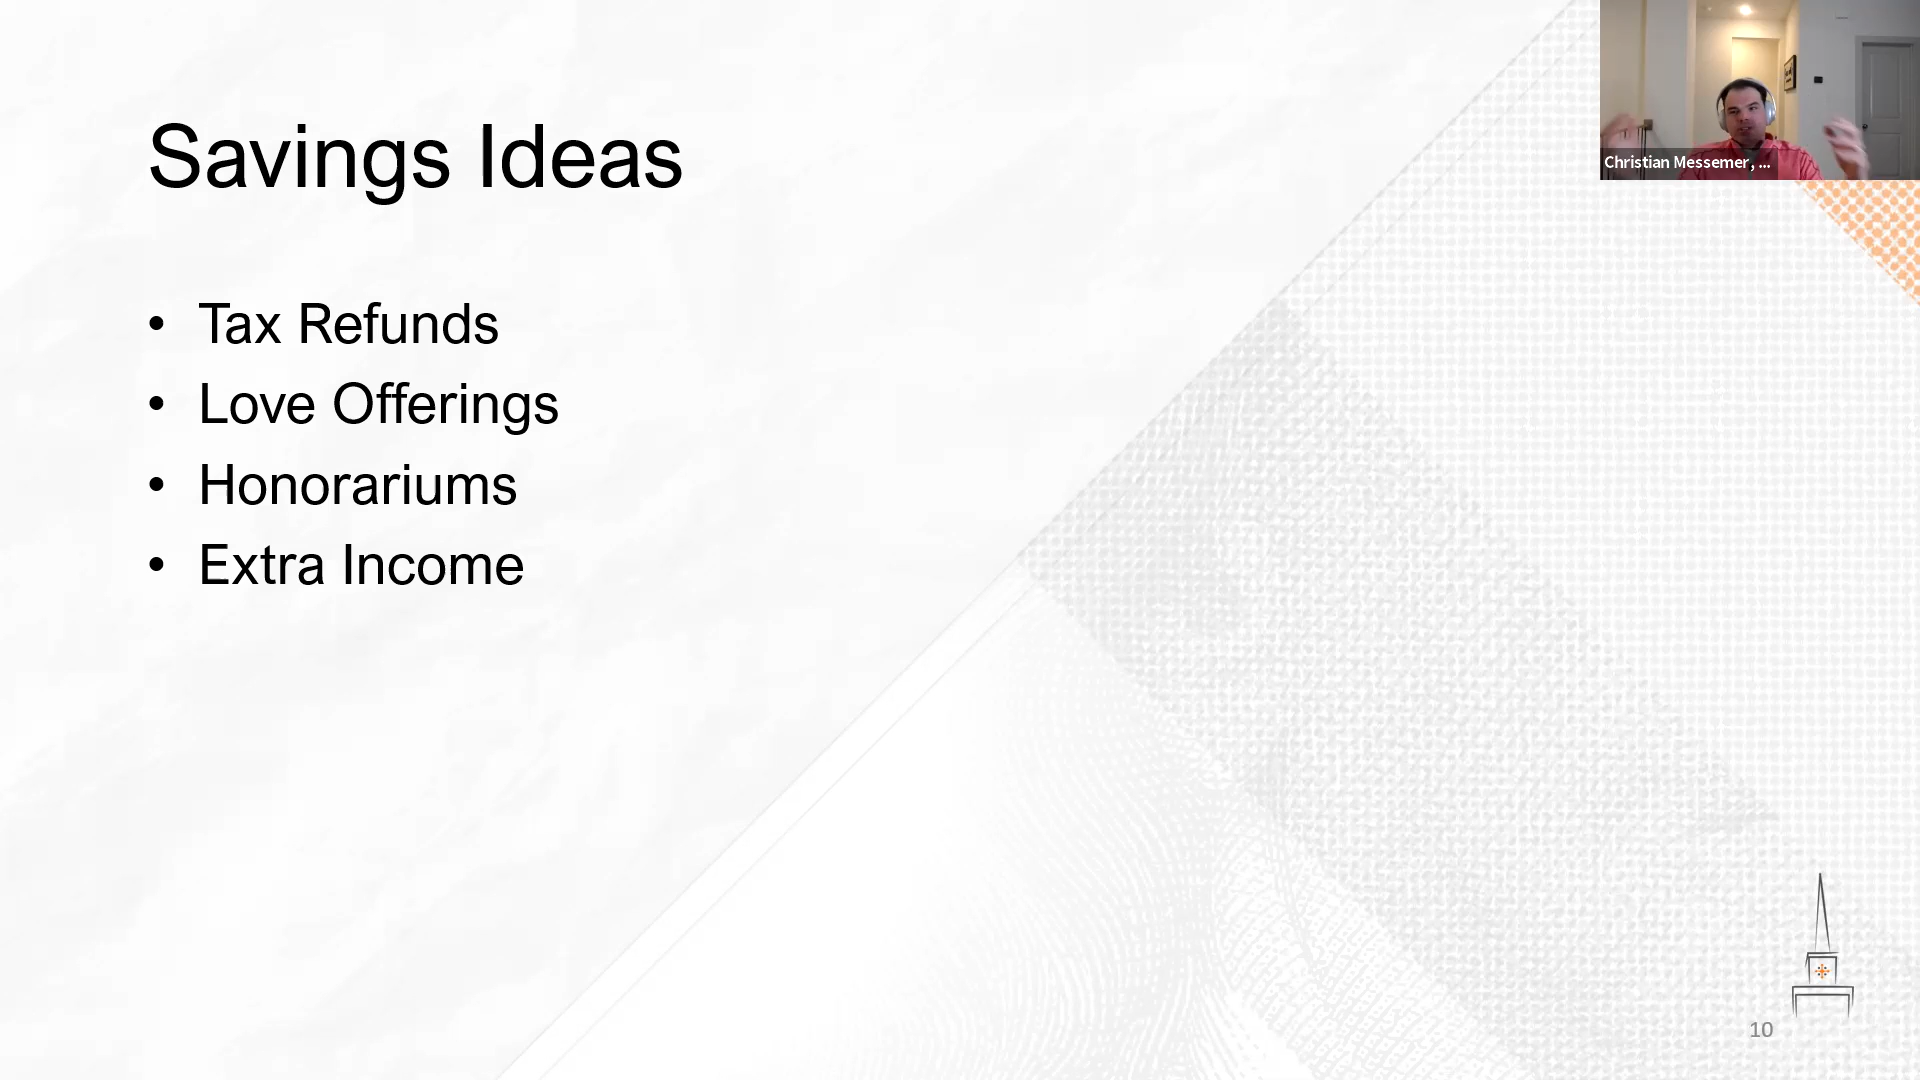 Savings Ideas
• Tax Refunds
• Love Offerings
• Honorariums
• Extra Income
Christian Messemer, ...
10